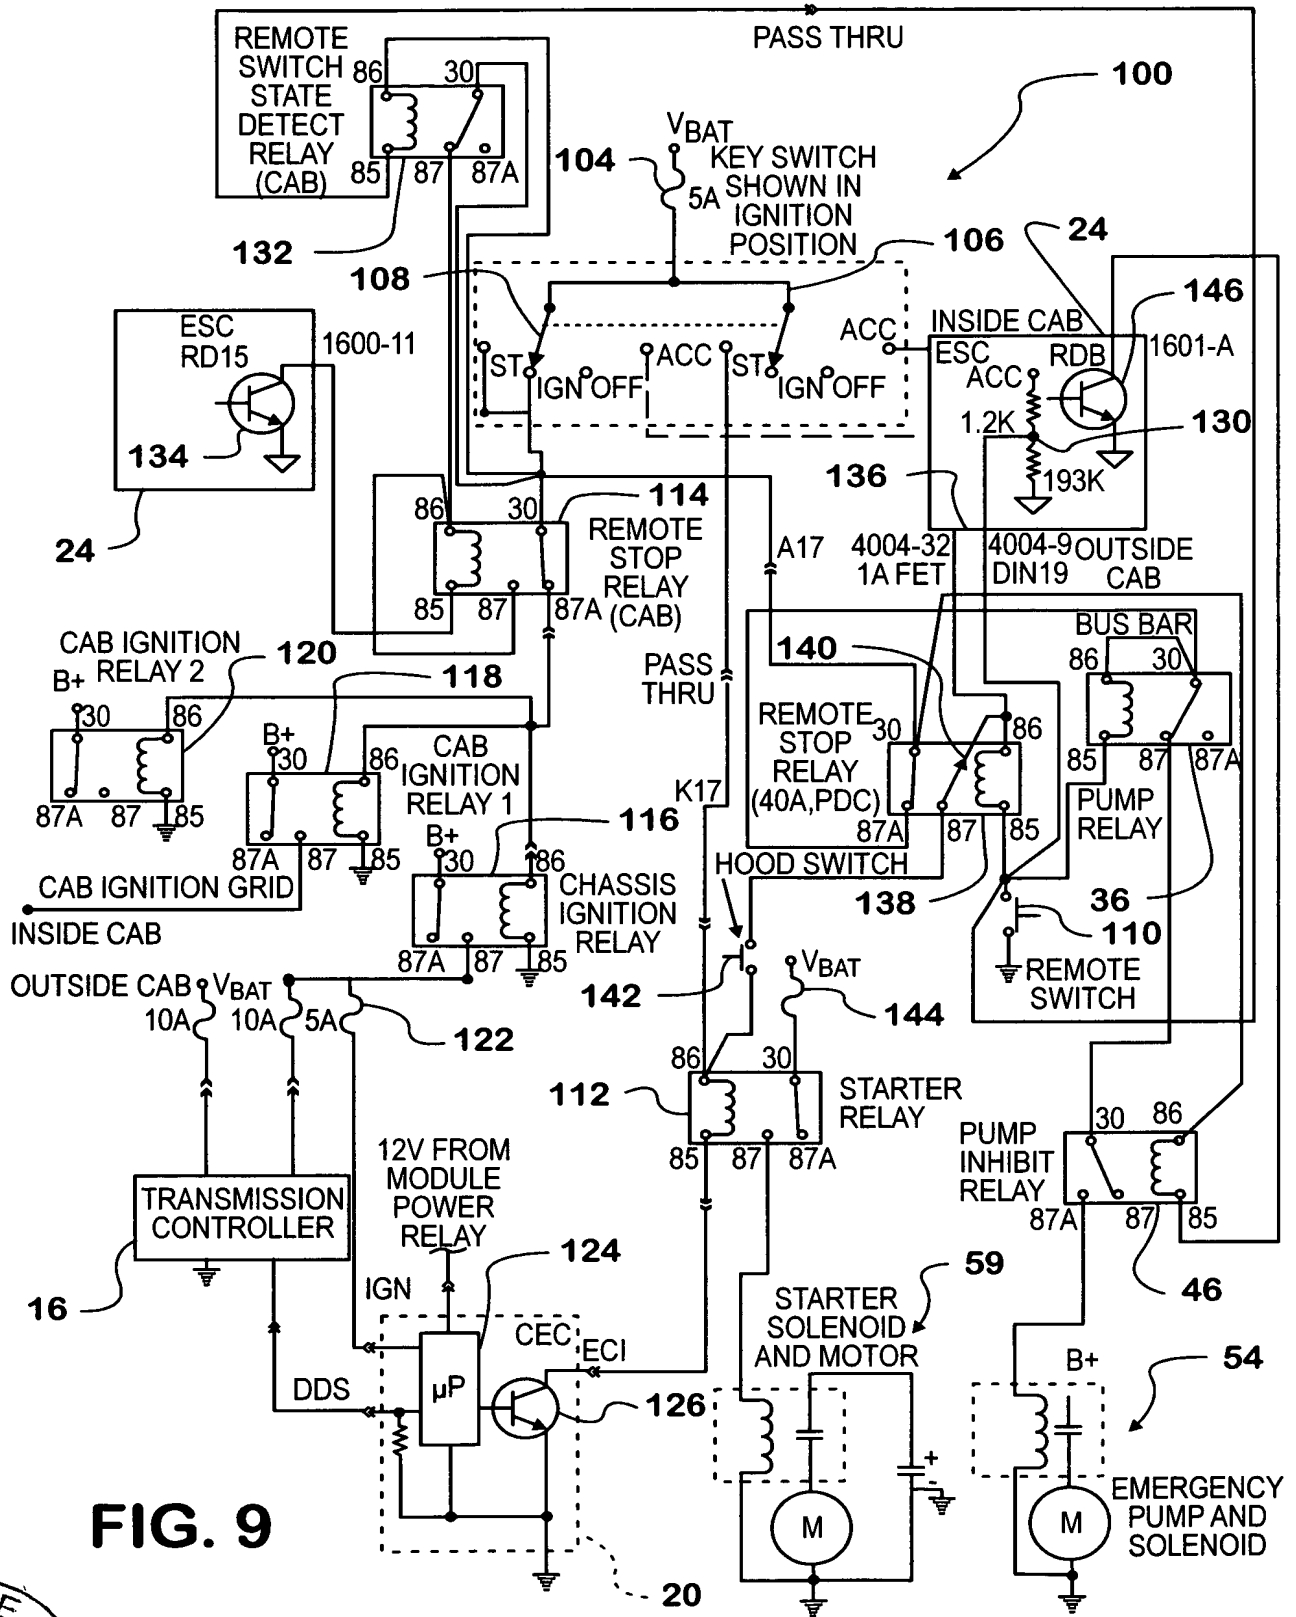 PASS THRU
REMOTE
SWITCH
STATE
DETECT
RELAY
(CAB)
86
30
85
87
87A
132
100
VBAT
104
5A
KEY SWITCH
SHOWN IN
IGNITION
POSITION
106
108
24
146
ST
IGN
OFF
ACC
ST
IGN
OFF
ACC
INSIDE CAB
ESC
RDB
1601-A
ACC
1.2K
130
193K
136
ESC
RD15
1600-11
134
24
86
30
114
REMOTE
STOP
RELAY
(CAB)
85
87
87A
A17
4004-32
1A FET
4004-9
DIN19
OUTSIDE
CAB
CAB IGNITION
RELAY 2
120
B+
30
86
87A
87
85
118
B+
30
86
87A
87
85
CAB
IGNITION
RELAY 1
116
B+
30
86
87A
87
85
CHASSIS
IGNITION
RELAY
PASS
THRU
K17
140
REMOTE
STOP
RELAY
(40A,PDC)
30
86
87A
87
85
138
BUS BAR
86
30
85
87
87A
PUMP
RELAY
36
HOOD SWITCH
142
110
REMOTE
SWITCH
CAB IGNITION GRID
INSIDE CAB
OUTSIDE CAB
VBAT
10A
10A
5A
122
VBAT
144
86
30
112
STARTER
RELAY
85
87
87A
30
86
PUMP
INHIBIT
RELAY
87A
87
85
46
TRANSMISSION
CONTROLLER
16
12V FROM
MODULE
POWER
RELAY
124
IGN
CEC
ECI
µP
DDS
126
20
59
STARTER
SOLENOID
AND MOTOR
+
-
M
B+
54
M
EMERGENCY
PUMP AND
SOLENOID
FIG. 9